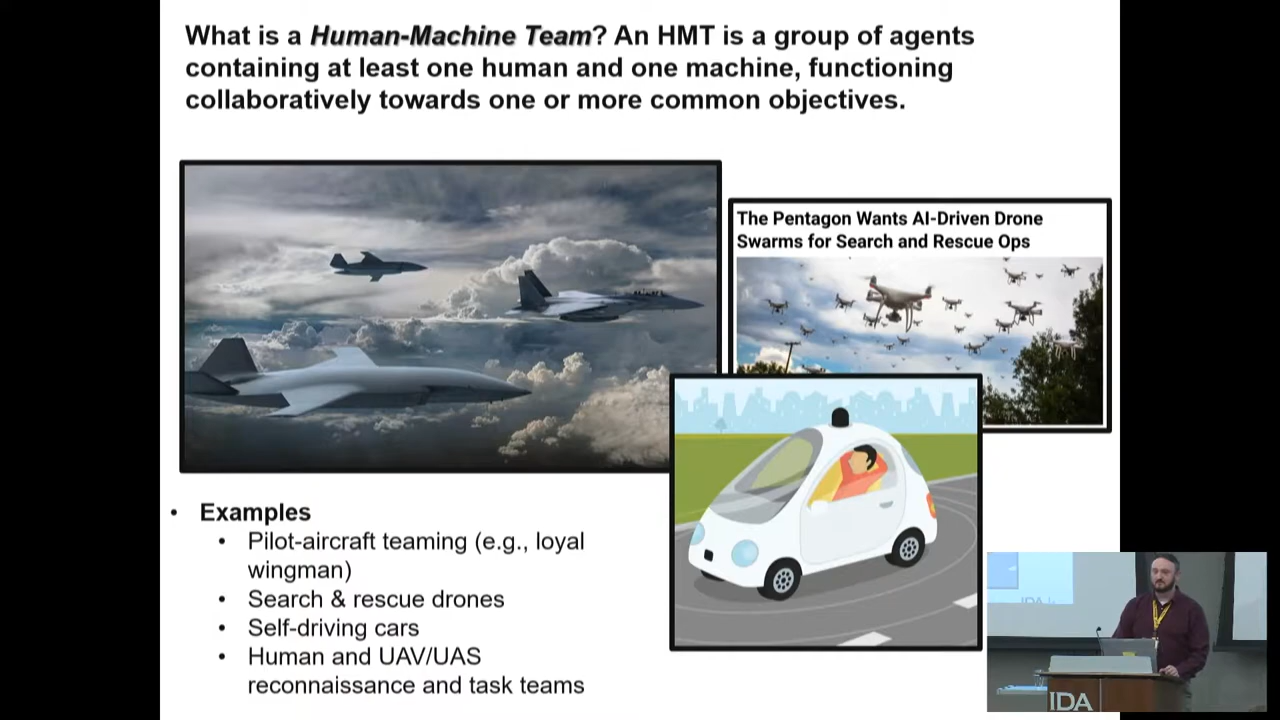 What is a Human-Machine Team? An HMT is a group of agents
containing at least one human and one machine, functioning
collaboratively towards one or more common objectives.
The Pentagon Wants AI-Driven Drone
Swarms for Search and Rescue Ops
• Examples
• Pilot-aircraft teaming (e.g., loyal
wingman)
• Search & rescue drones
• Self-driving cars
• Human and UAV/UAS
reconnaissance and task teams
IDA
IDA